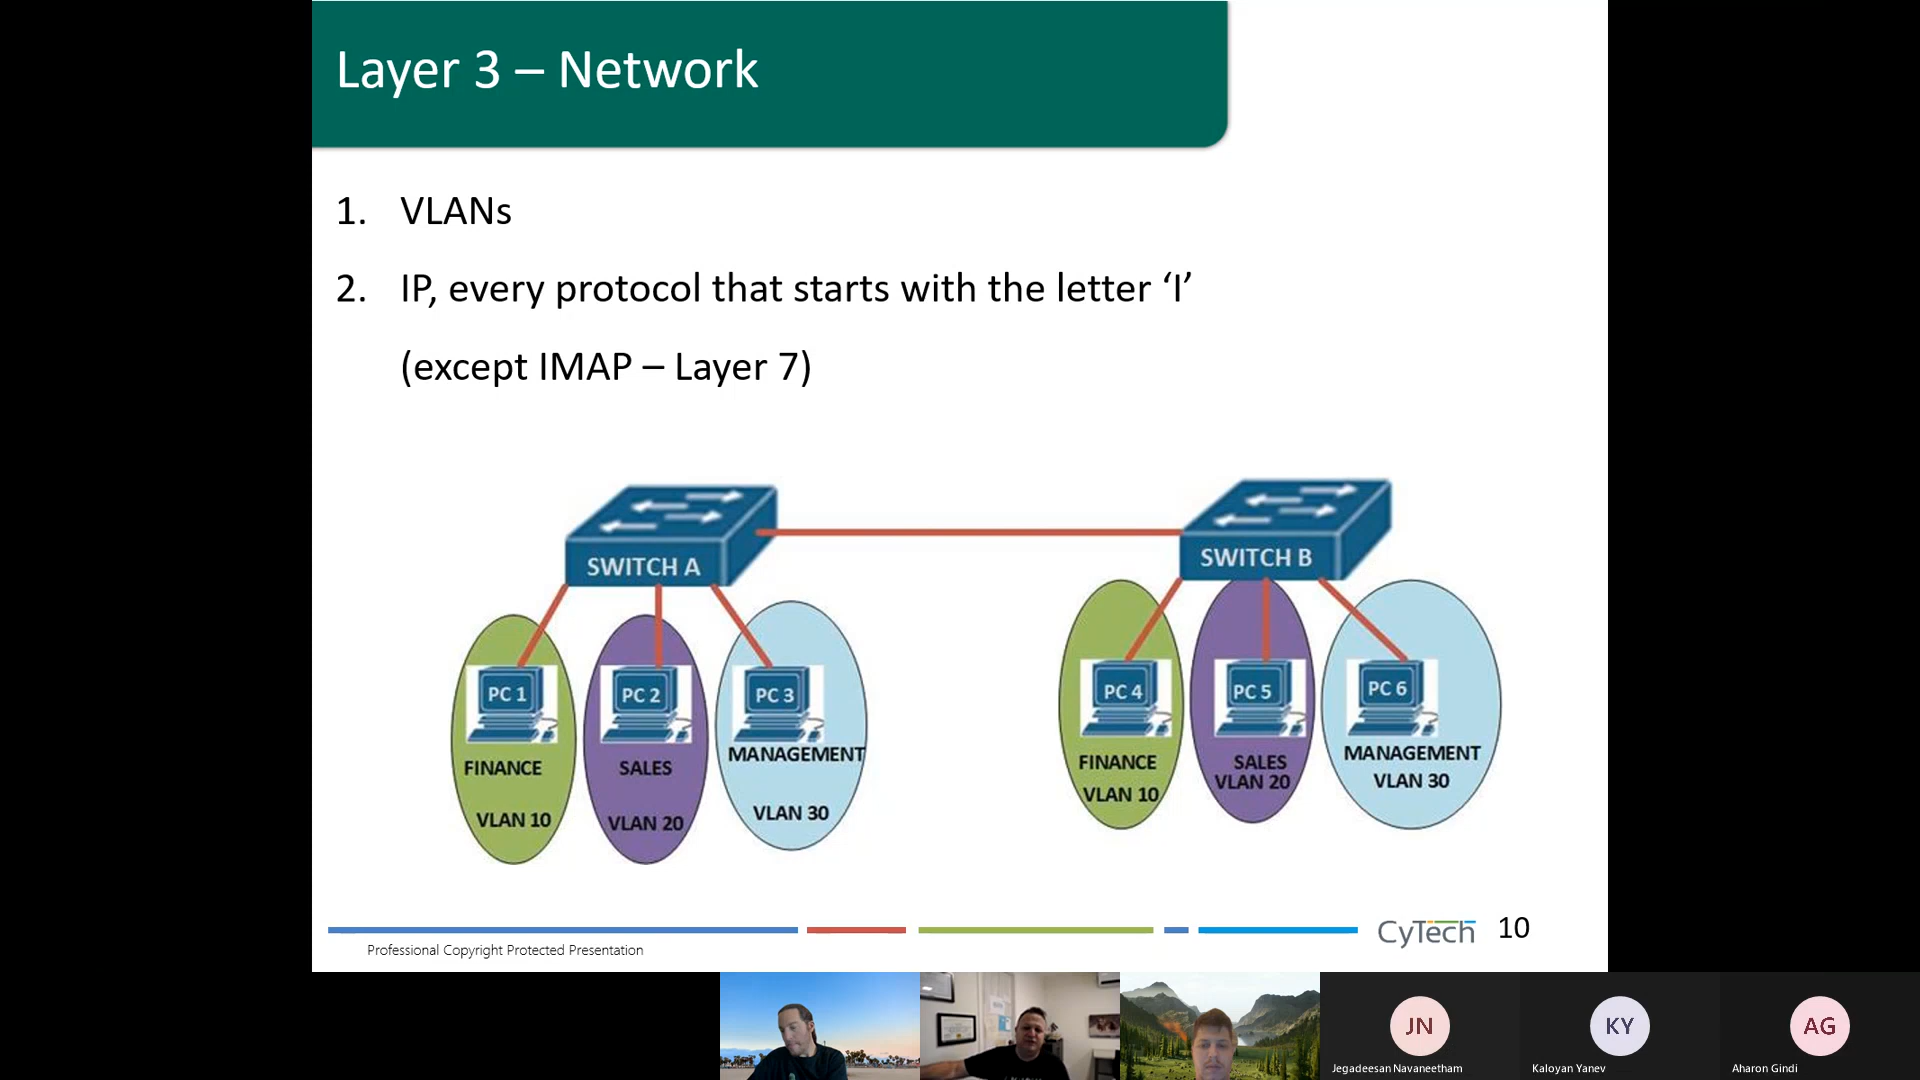 Layer 3 – Network
1. VLANs
2. IP, every protocol that starts with the letter ‘I’
(except IMAP – Layer 7)
SWITCH A
SWITCH B
PC 1
PC 2
PC 3
PC 4
PC 5
PC 6
FINANCE
VLAN 10
SALES
VLAN 20
MANAGEMENT
VLAN 30
FINANCE
VLAN 10
SALES
VLAN 20
MANAGEMENT
VLAN 30
Professional Copyright Protected Presentation
CyTech
10
JN
Jegadeesan Navaneetham
KY
Kaloyan Yanev
AG
Aharon Gindi